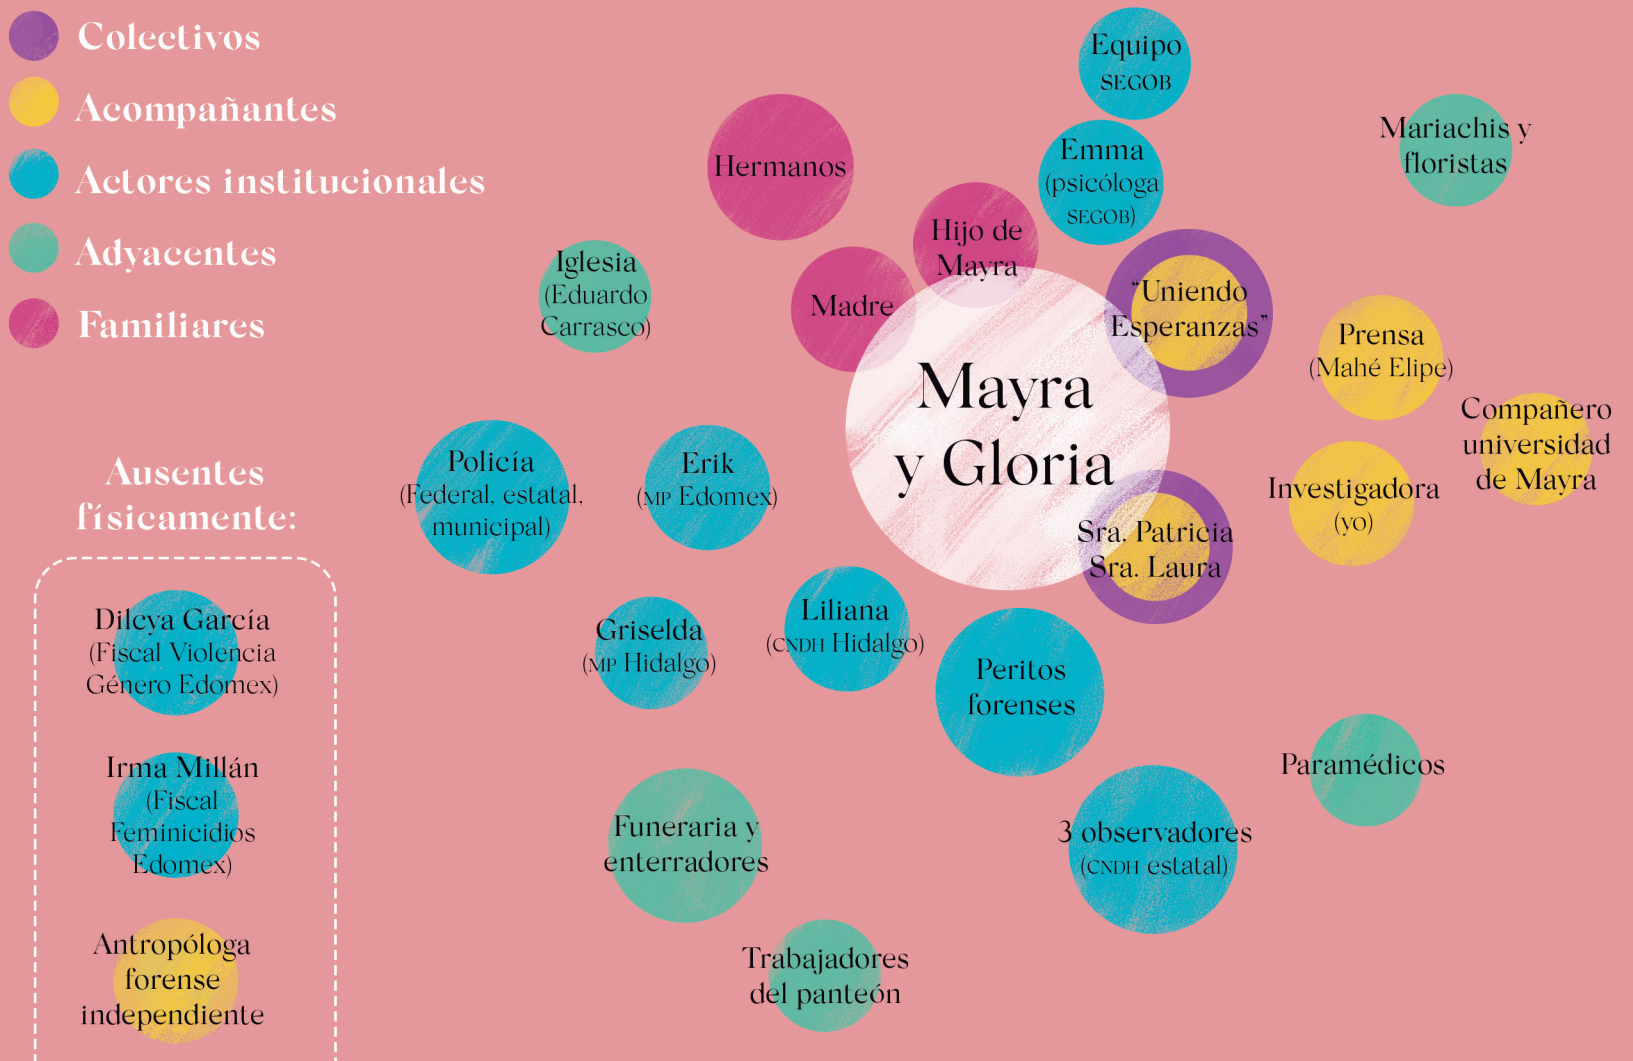 Colectivos
Acompañantes
Actores institucionales
Adyacentes
Familiares
Equipo
SEGOB
Emma
(psicóloga
SEGOB)
Mariachis y
floristas
Hermanos
Hijo de
Mayra
Madre
Iglesia
(Eduardo
Carrasco)
"Uniendo
Esperanzas"
Prensa
(Mahé Elipe)
Compañero
universidad
de Mayra
Mayra
y Gloria
Investigadora
(yo)
Policía
(Federal, estatal,
municipal)
Erik
(MP Edomex)
Sra. Patricia
Sra. Laura
Griselda
(MP Hidalgo)
Liliana
(CNDH Hidalgo)
Peritos
forenses
Paramédicos
3 observadores
(CNDH estatal)
Funeraria y
enterradores
Trabajadores
del panteón
Ausentes
físicamente:
Dilcya García
(Fiscal Violencia
Género Edomex)
Irma Millán
(Fiscal
Feminicidios
Edomex)
Antropóloga
forense
independiente